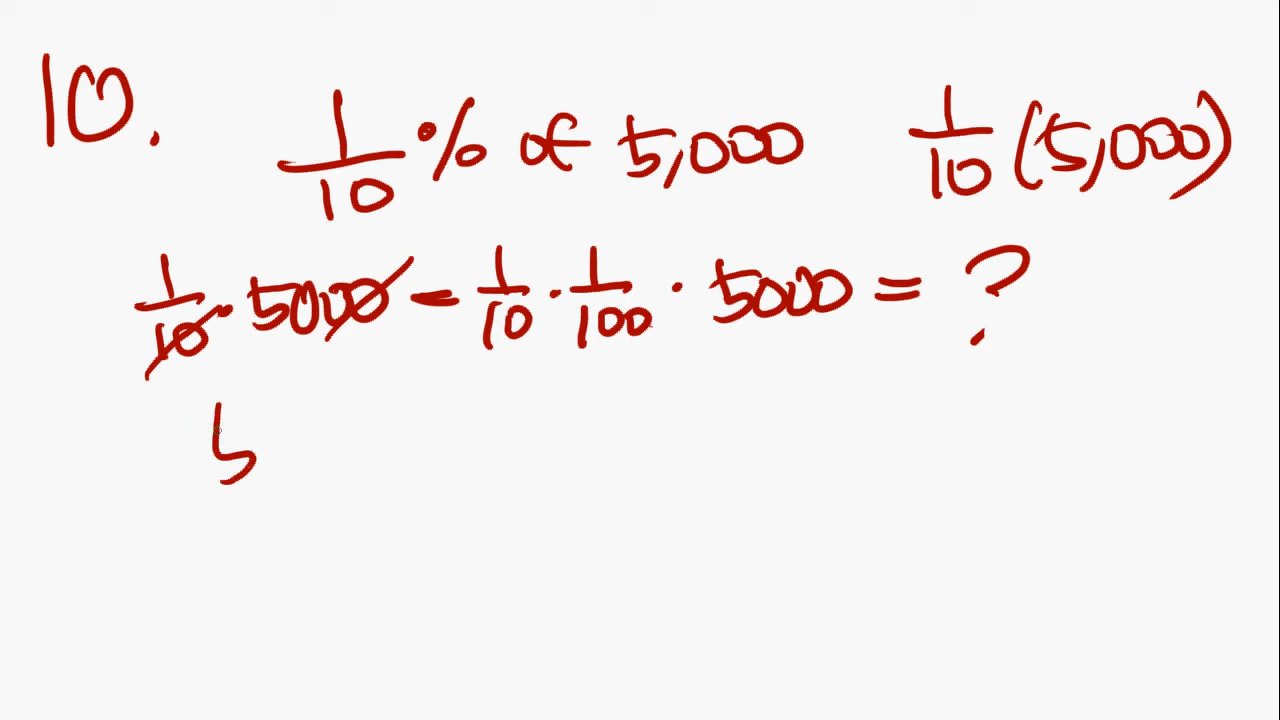 10. 1/10 % of 5,000 1/10 (5,000)
1/10 · 5000 - 1/10 · 1/100 · 5000 = ?
5